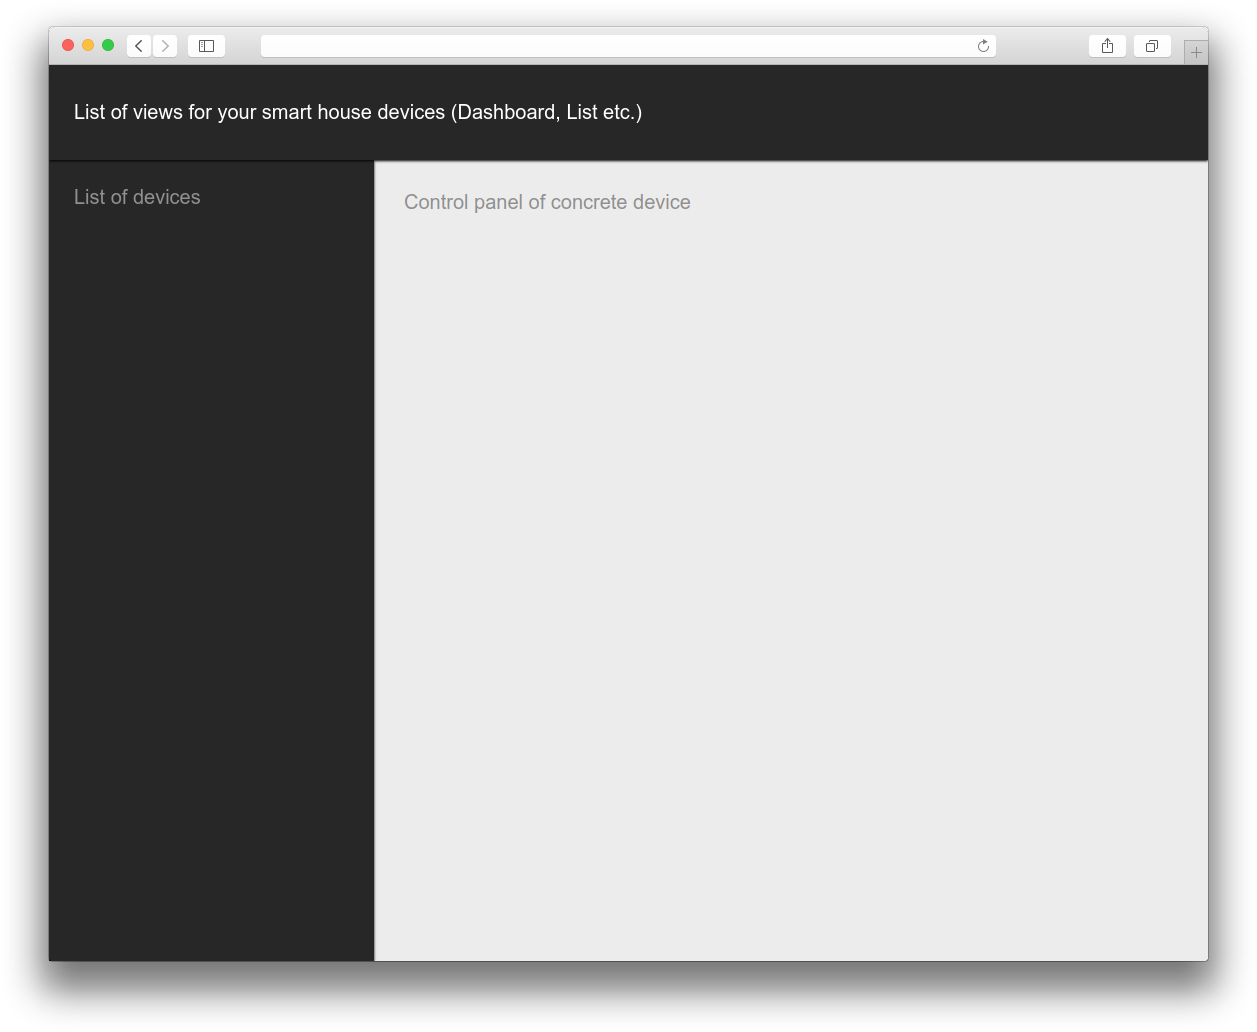 List of views for your smart house devices (Dashboard, List etc.)
List of devices
Control panel of concrete device